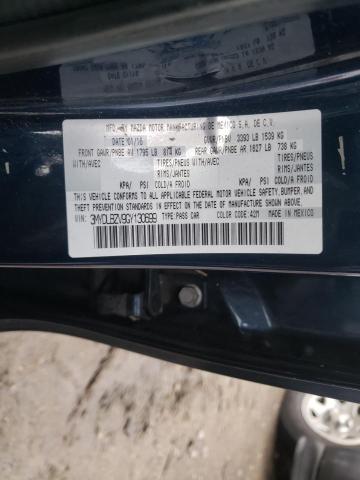 MFD. BY MAZDA MOTOR MANUFACTURING DE MEXICO S.A. DE C.V.
DATE: 01/16 GVWR/PNBV 3393 LB 1539 KG
FRONT GAWR/PNBE AV 1795 LB 814 KG REAR GAWR/PNBE AR 1627 LB 738 KG
WITH/AVEC TIRES/PNEUS WITH/AVEC TIRES/PNEUS
RIMS/JANTES RIMS/JANTES
KPA/ PSI/ COLD/A FROID KPA/ PSI/ COLD/A FROID
THIS VEHICLE CONFORMS TO ALL APPLICABLE FEDERAL MOTOR VEHICLE SAFETY, BUMPER, AND
THEFT PREVENTION STANDARDS IN EFFECT ON THE DATE OF MANUFACTURE SHOWN ABOVE.
VIN: 3MYDLBZV9GY130699 TYPE: PASS CAR COLOR CODE: 42M MADE IN MEXICO